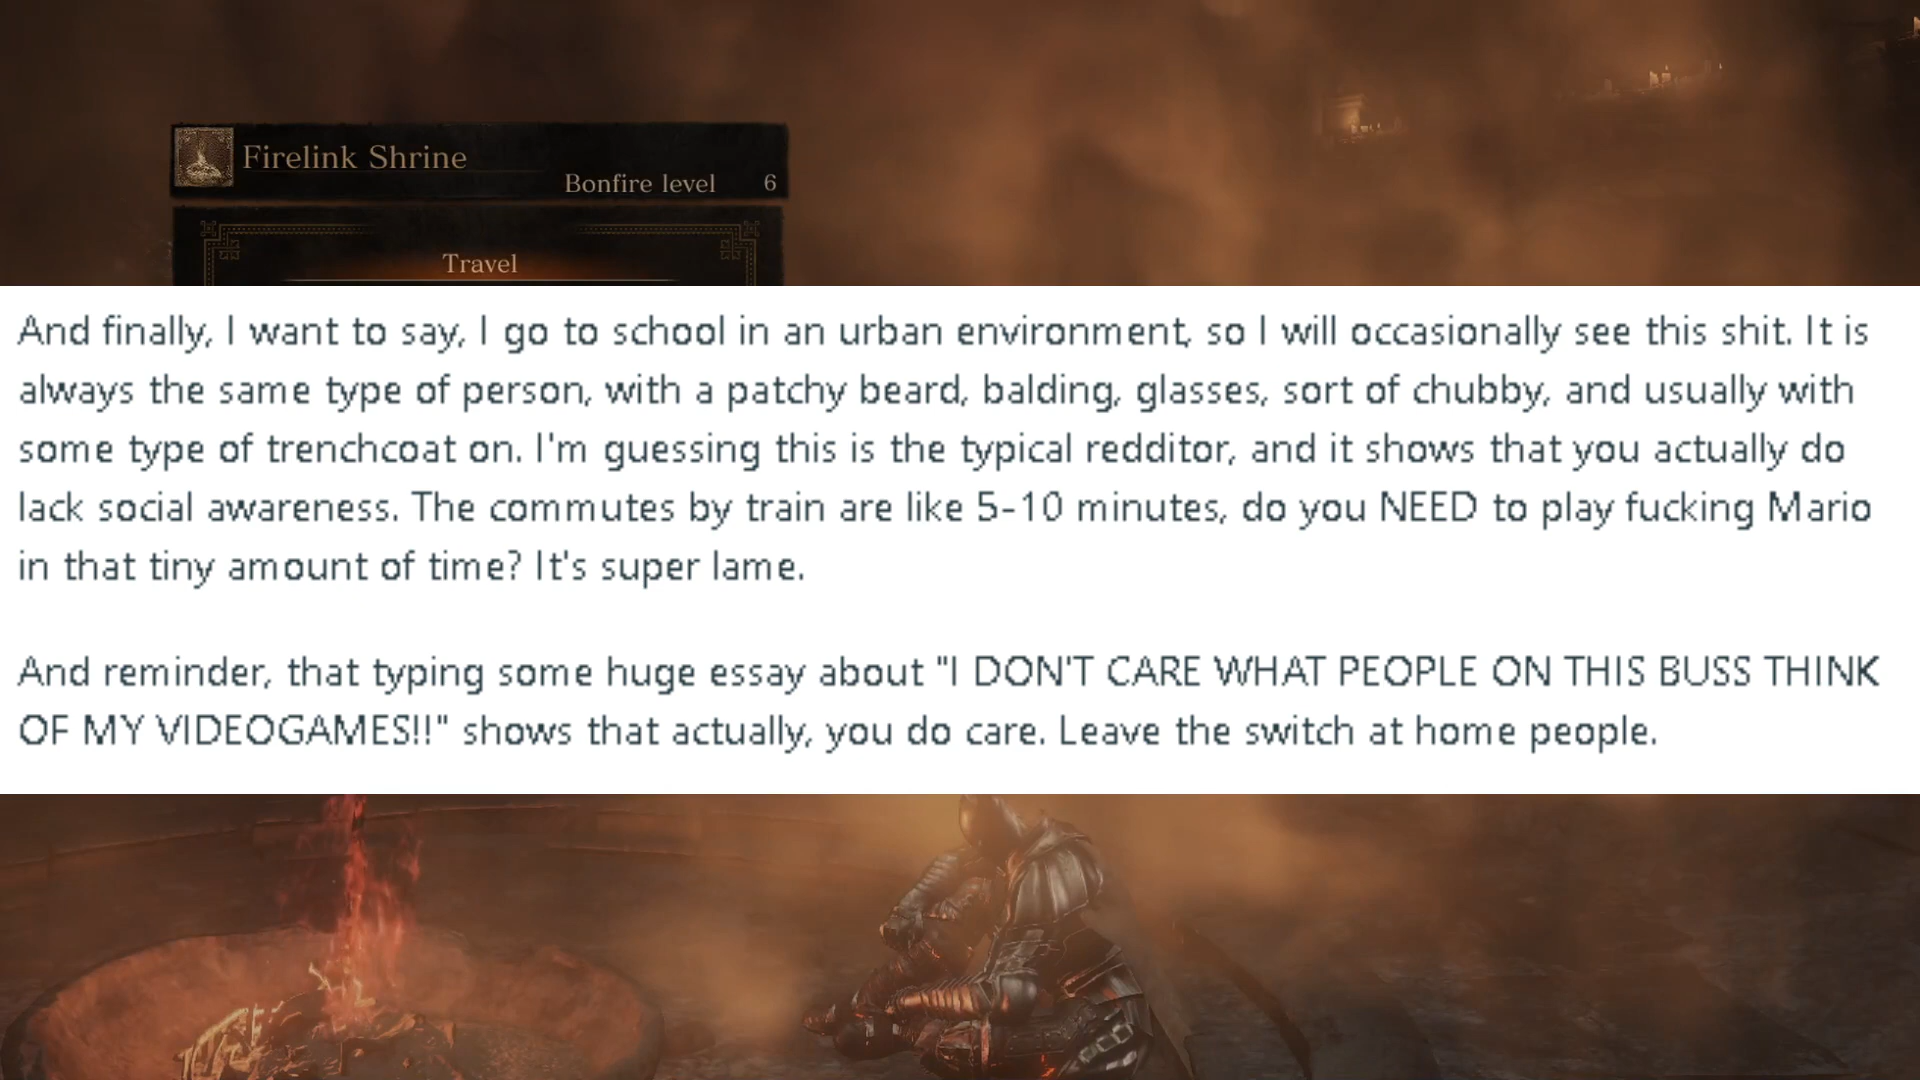 Firelink Shrine
Bonfire level 6
Travel
And finally, I want to say, I go to school in an urban environment, so I will occasionally see this shit. It is
always the same type of person, with a patchy beard, balding, glasses, sort of chubby, and usually with
some type of trenchcoat on. I'm guessing this is the typical redditor, and it shows that you actually do
lack social awareness. The commutes by train are like 5-10 minutes, do you NEED to play fucking Mario
in that tiny amount of time? It's super lame.
And reminder, that typing some huge essay about "I DON'T CARE WHAT PEOPLE ON THIS BUSS THINK
OF MY VIDEOGAMES!!" shows that actually, you do care. Leave the switch at home people.